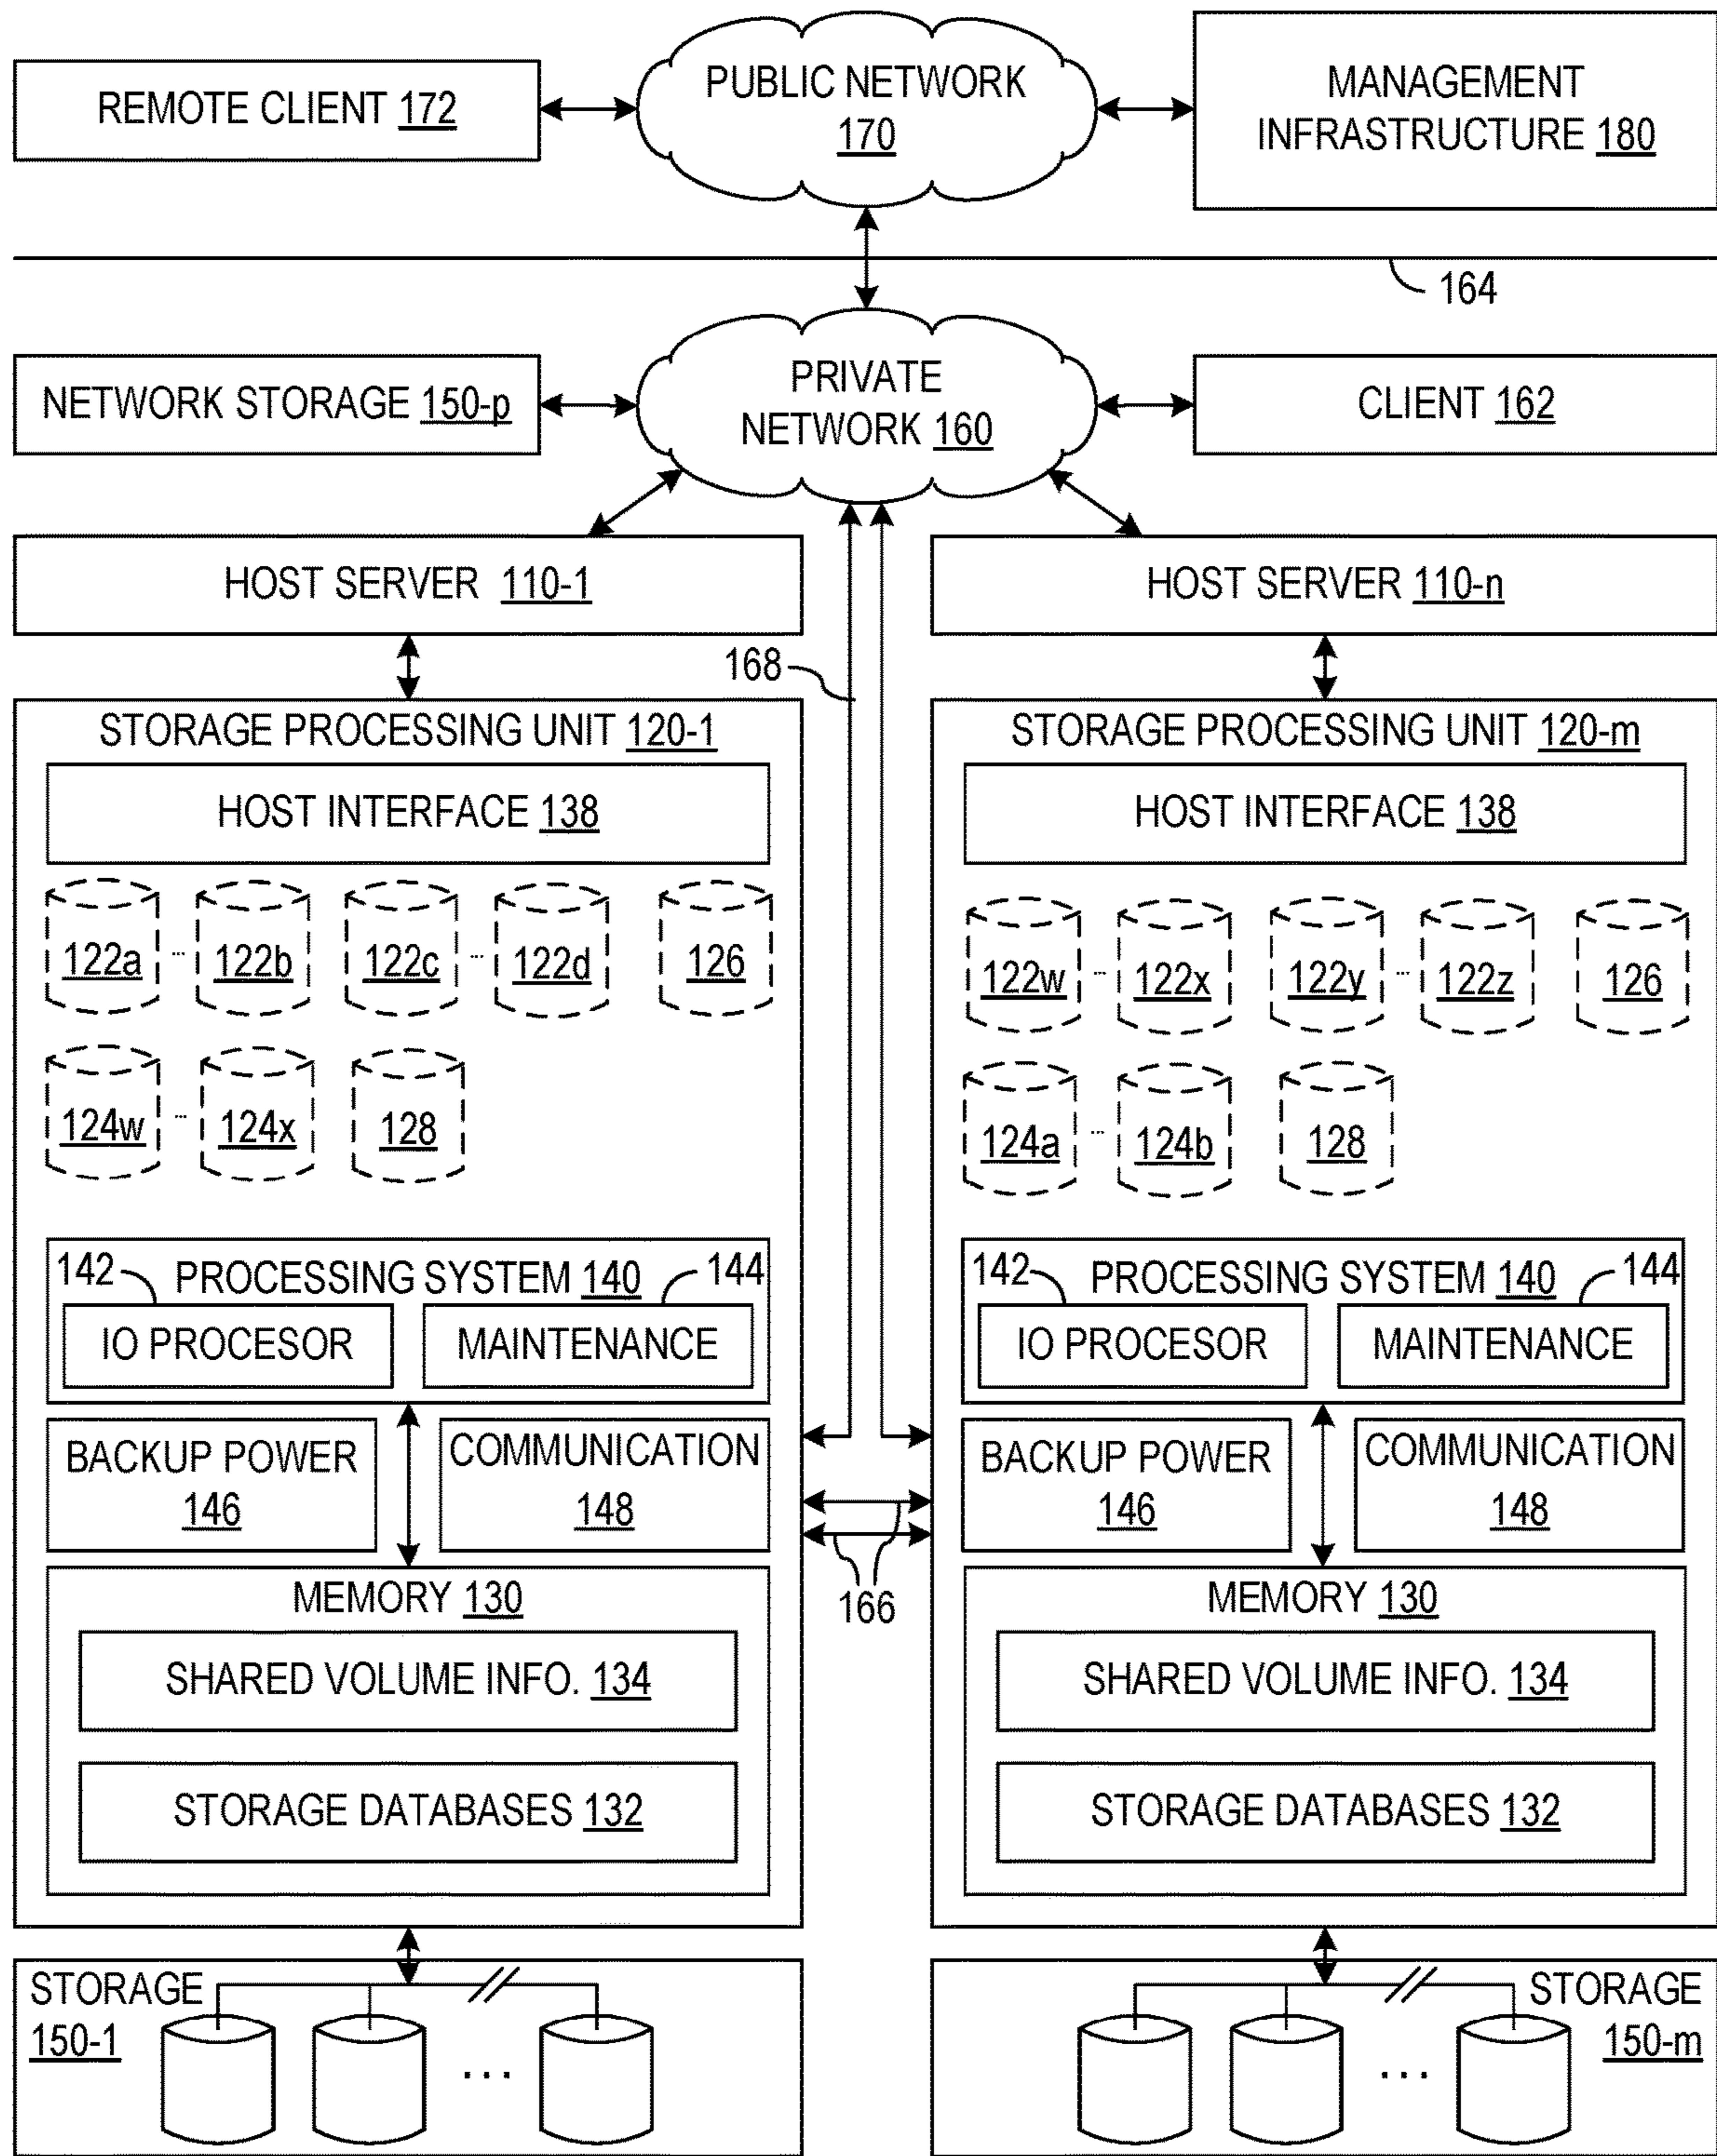 REMOTE CLIENT 172
PUBLIC NETWORK
170
MANAGEMENT
INFRASTRUCTURE 180
164
NETWORK STORAGE 150-p
PRIVATE
NETWORK 160
CLIENT 162
HOST SERVER 110-1
HOST SERVER 110-n
168
STORAGE PROCESSING UNIT 120-1
HOST INTERFACE 138
122a ... 122b 122c ... 122d 126
124w ... 124x 128
142
PROCESSING SYSTEM 140
144
IO PROCESOR
MAINTENANCE
BACKUP POWER
146
COMMUNICATION
148
MEMORY 130
SHARED VOLUME INFO. 134
STORAGE DATABASES 132
166
STORAGE PROCESSING UNIT 120-m
HOST INTERFACE 138
122w ... 122x 122y ... 122z 126
124a ... 124b 128
142
PROCESSING SYSTEM 140
144
IO PROCESOR
MAINTENANCE
BACKUP POWER
146
COMMUNICATION
148
MEMORY 130
SHARED VOLUME INFO. 134
STORAGE DATABASES 132
STORAGE
150-1
...
STORAGE
150-m
...